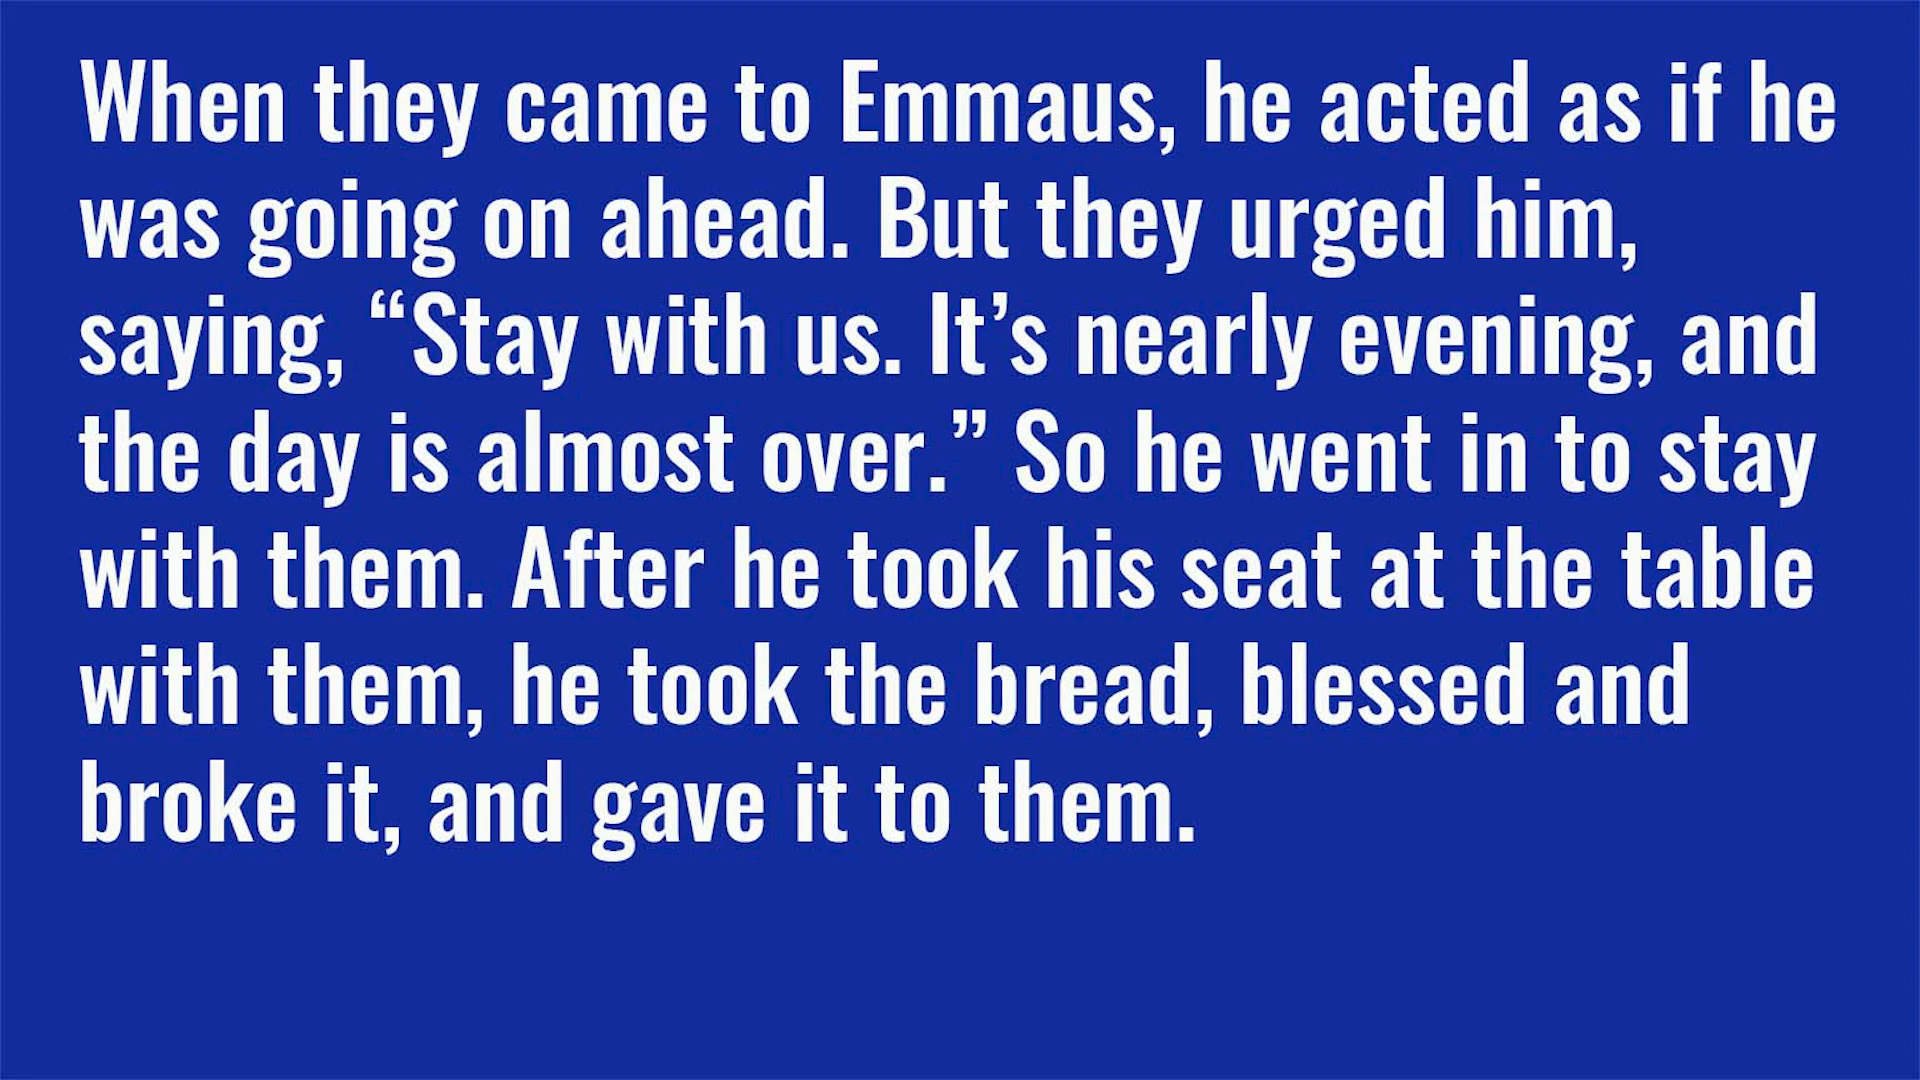 When they came to Emmaus, he acted as if he
was going on ahead. But they urged him,
saying, “Stay with us. It’s nearly evening, and
the day is almost over.” So he went in to stay
with them. After he took his seat at the table
with them, he took the bread, blessed and
broke it, and gave it to them.